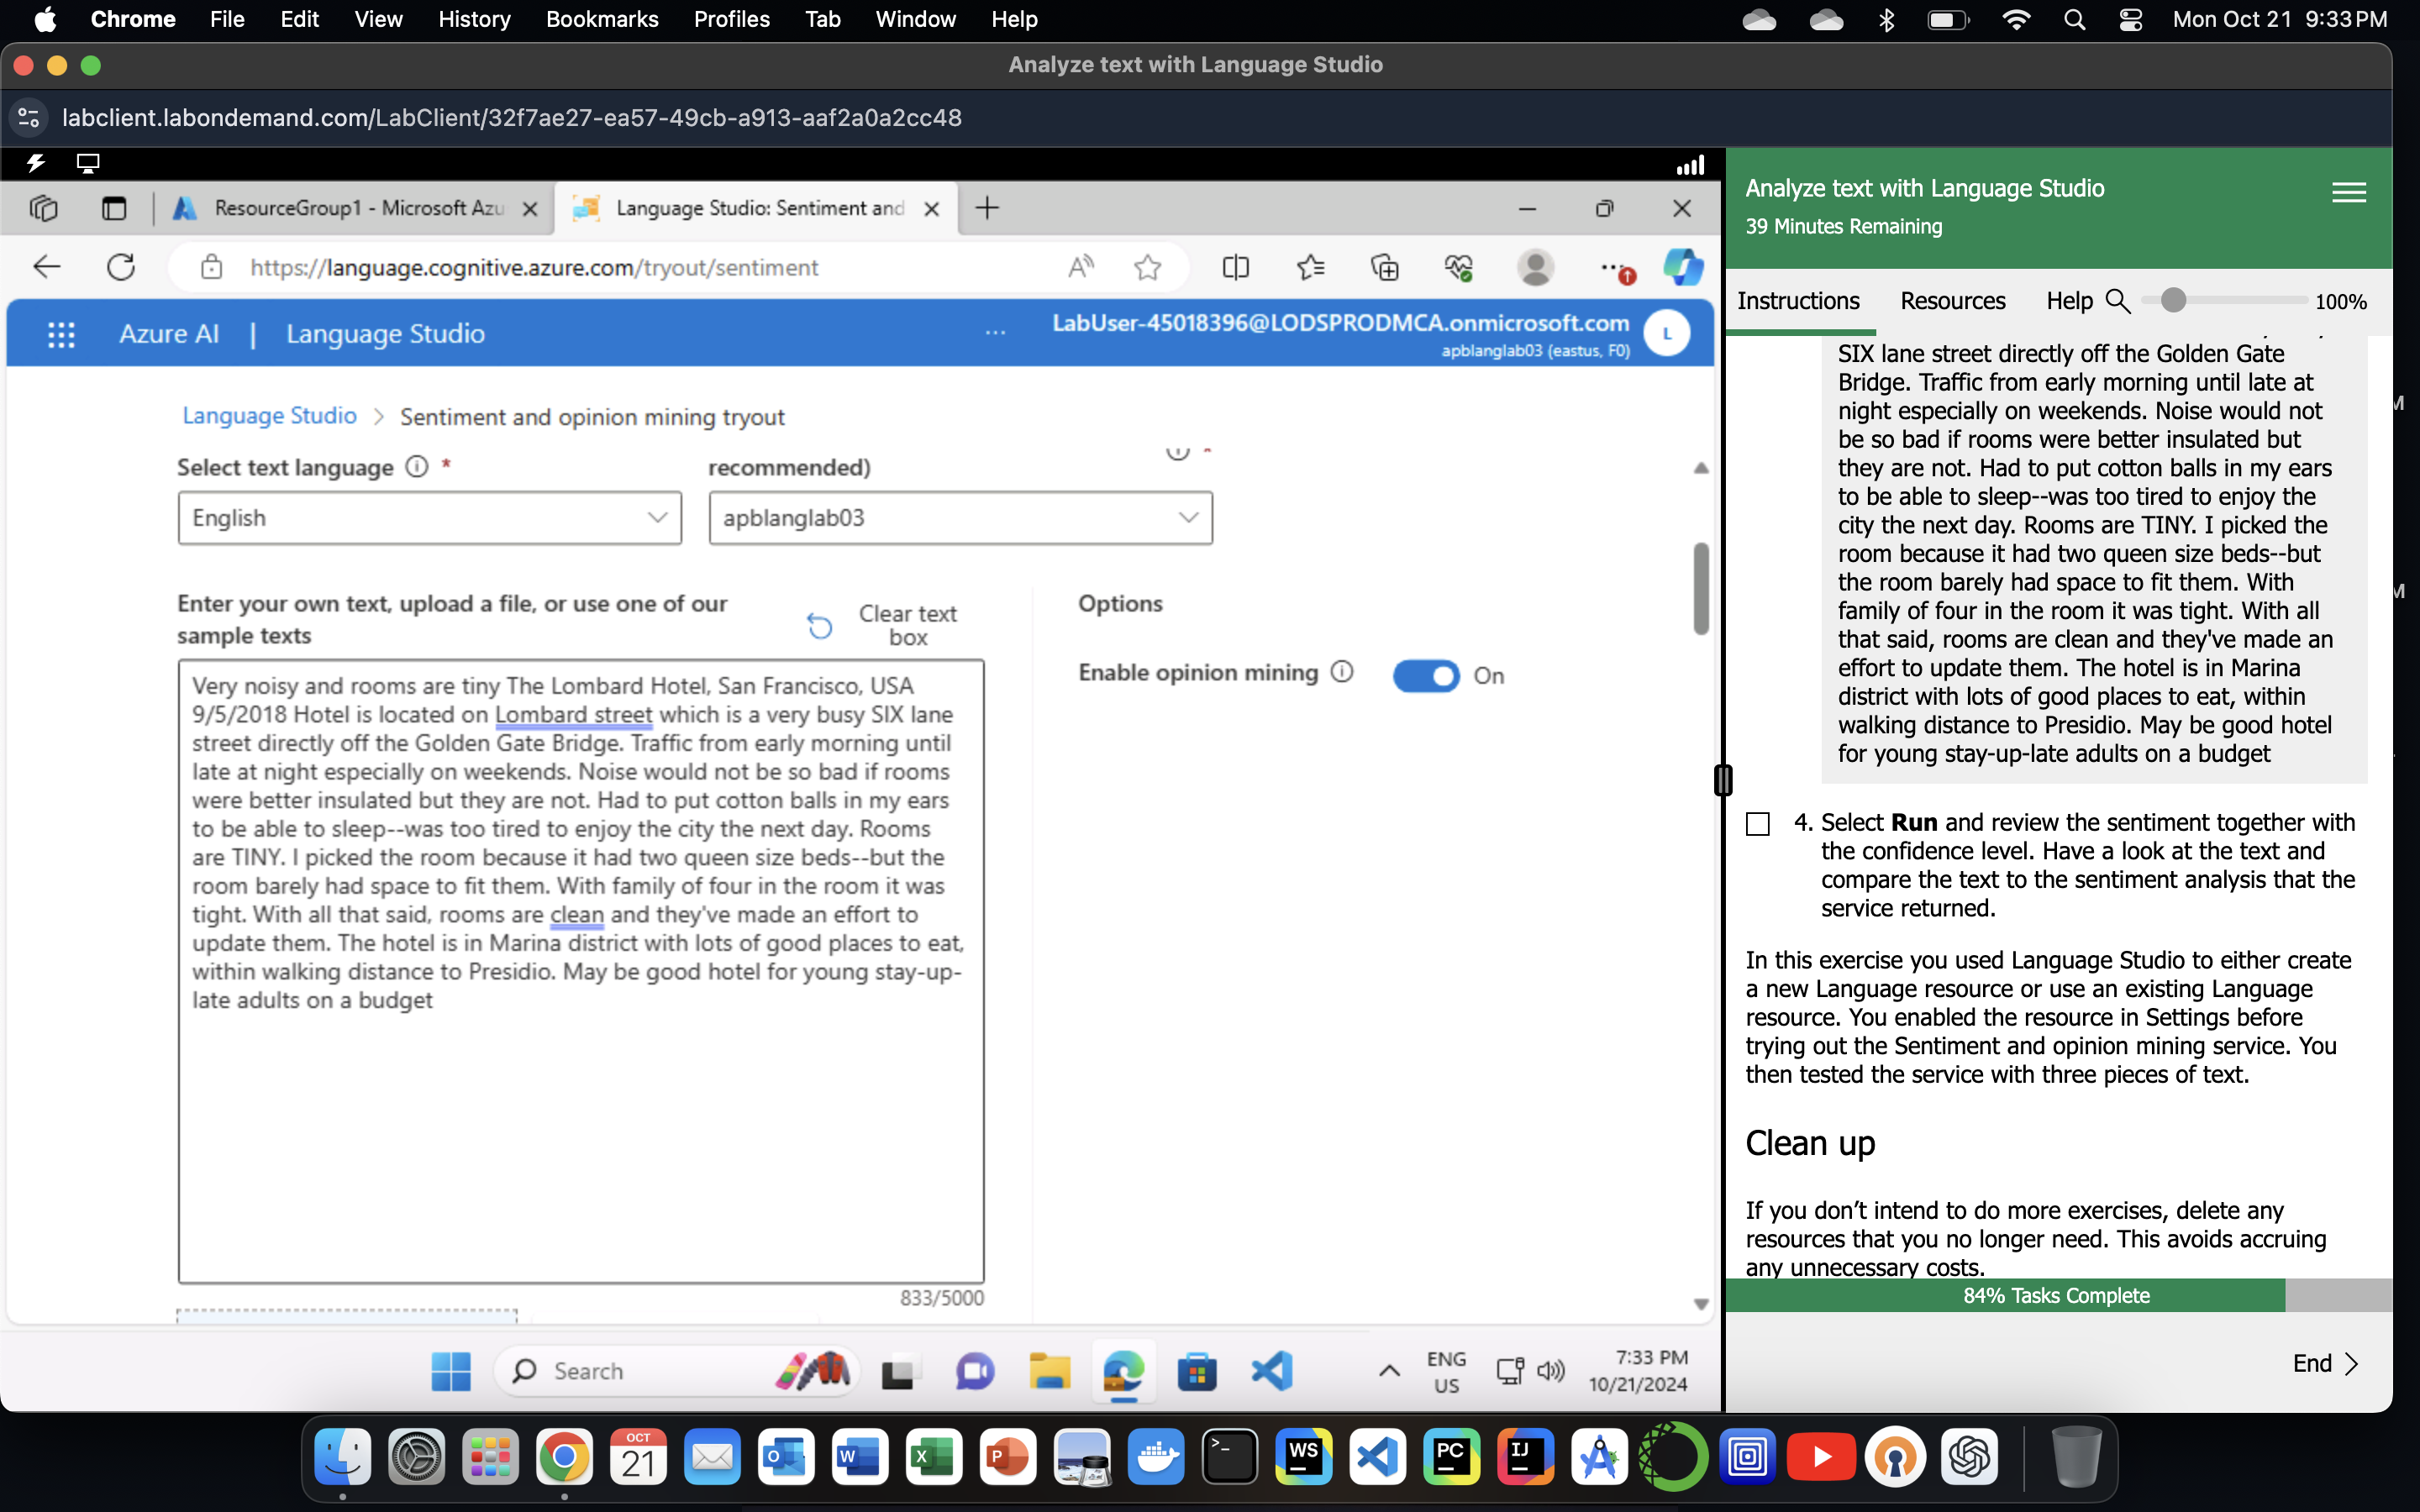 Chrome File Edit View History Bookmarks Profiles Tab Window Help Mon Oct 21 9:33 PM
Analyze text with Language Studio
labclient.labondemand.com/LabClient/32f7ae27-ea57-49cb-a913-aaf2a0a2cc48
ResourceGroup1 - Microsoft Azu
Language Studio: Sentiment and
https://language.cognitive.azure.com/tryout/sentiment
Azure AI | Language Studio
LabUser-45018396@LODSPRODMCA.onmicrosoft.com
apblanglab03 (eastus, F0)
L
Language Studio > Sentiment and opinion mining tryout
Select text language *
recommended) *
English
apblanglab03
Enter your own text, upload a file, or use one of our
sample texts
Clear text
box
Options
Enable opinion mining On
Very noisy and rooms are tiny The Lombard Hotel, San Francisco, USA
9/5/2018 Hotel is located on Lombard street which is a very busy SIX lane
street directly off the Golden Gate Bridge. Traffic from early morning until
late at night especially on weekends. Noise would not be so bad if rooms
were better insulated but they are not. Had to put cotton balls in my ears
to be able to sleep--was too tired to enjoy the city the next day. Rooms
are TINY. I picked the room because it had two queen size beds--but the
room barely had space to fit them. With family of four in the room it was
tight. With all that said, rooms are clean and they've made an effort to
update them. The hotel is in Marina district with lots of good places to eat,
within walking distance to Presidio. May be good hotel for young stay-up-
late adults on a budget
833/5000
Search
ENG
US
7:33 PM
10/21/2024
Analyze text with Language Studio
39 Minutes Remaining
Instructions Resources Help 100%
SIX lane street directly off the Golden Gate
Bridge. Traffic from early morning until late at
night especially on weekends. Noise would not
be so bad if rooms were better insulated but
they are not. Had to put cotton balls in my ears
to be able to sleep--was too tired to enjoy the
city the next day. Rooms are TINY. I picked the
room because it had two queen size beds--but
the room barely had space to fit them. With
family of four in the room it was tight. With all
that said, rooms are clean and they've made an
effort to update them. The hotel is in Marina
district with lots of good places to eat, within
walking distance to Presidio. May be good hotel
for young stay-up-late adults on a budget
4. Select Run and review the sentiment together with
the confidence level. Have a look at the text and
compare the text to the sentiment analysis that the
service returned.
In this exercise you used Language Studio to either create
a new Language resource or use an existing Language
resource. You enabled the resource in Settings before
trying out the Sentiment and opinion mining service. You
then tested the service with three pieces of text.
Clean up
If you don’t intend to do more exercises, delete any
resources that you no longer need. This avoids accruing
any unnecessary costs.
84% Tasks Complete
End
OCT
21
W
X
P
WS
PC
IJ